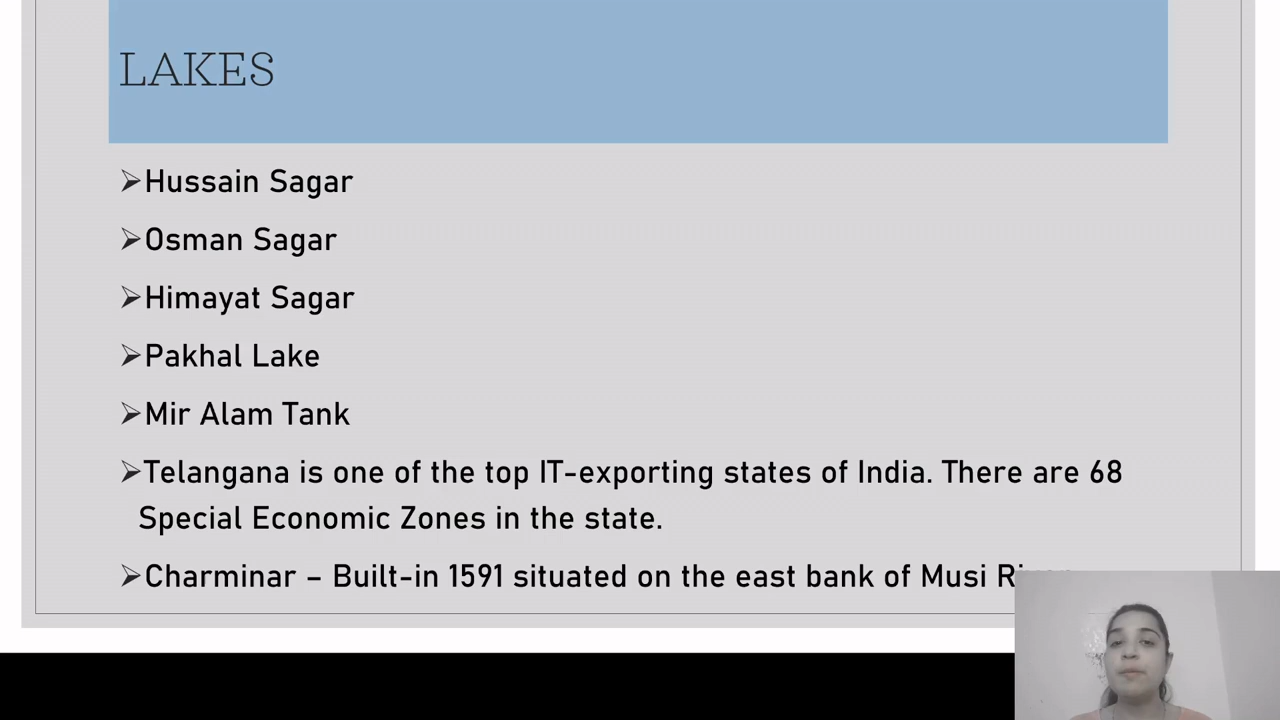 LAKES
➢Hussain Sagar
➢Osman Sagar
➢Himayat Sagar
➢Pakhal Lake
➢Mir Alam Tank
➢Telangana is one of the top IT-exporting states of India. There are 68
Special Economic Zones in the state.
➢Charminar – Built-in 1591 situated on the east bank of Musi